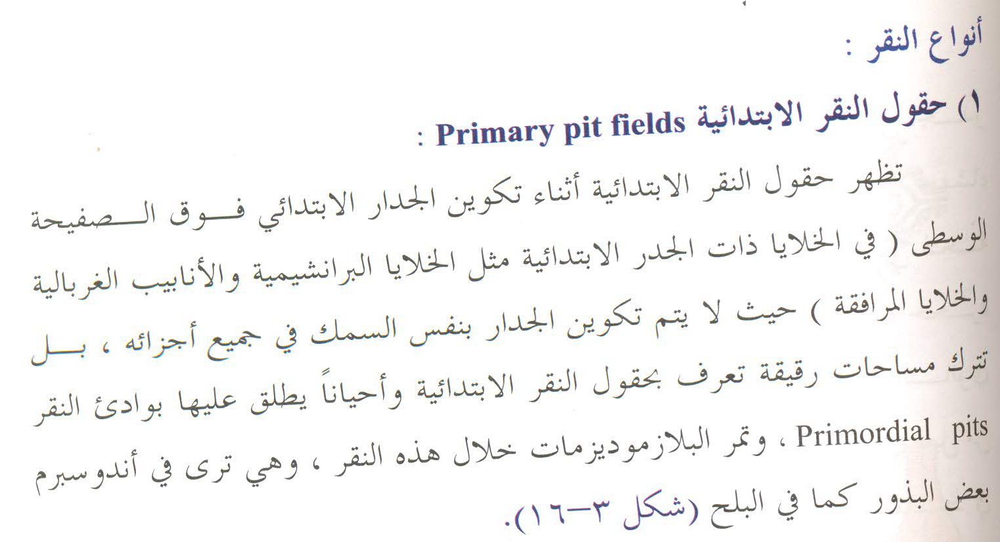 أنواع النقر :
١) حقول النقر الابتدائية Primary pit fields :
تظهر حقول النقر الابتدائية أثناء تكوين الجدار الابتدائي فوق الصفيحة
الوسطى ( في الخلايا ذات الجدر الابتدائية مثل الخلايا البرانشيمية والأنابيب الغربالية
والخلايا المرافقة ) حيث لا يتم تكوين الجدار بنفس السمك في جميع أجزائه ، بل
تترك مساحات رقيقة تعرف بحقول النقر الابتدائية وأحياناً يطلق عليها بوادئ النقر
Primordial pits ، وتمر البلازموديزمات خلال هذه النقر ، وهي ترى في أندوسبرم
بعض البذور كما في البلح (شكل ٣–١٦).